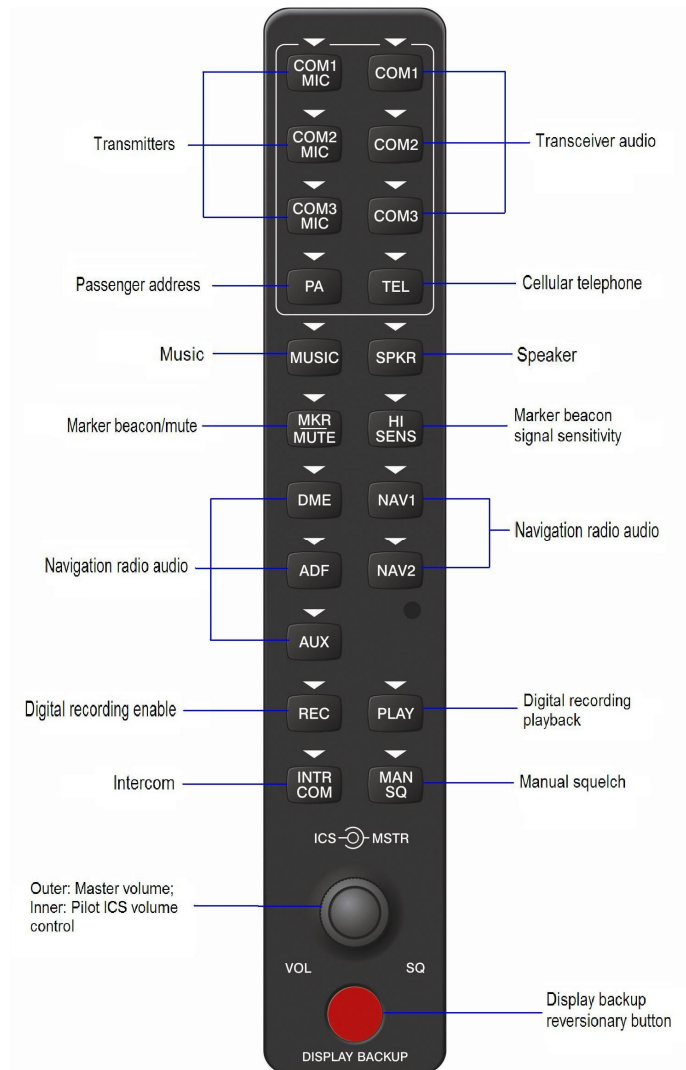 COM1
MIC
COM1
Transmitters
COM2
MIC
COM2
Transceiver audio
COM3
MIC
COM3
Passenger address
PA
TEL
Cellular telephone
Music
MUSIC
SPKR
Speaker
Marker beacon/mute
MKR
MUTE
HI
SENS
Marker beacon
signal sensitivity
DME
NAV1
Navigation radio audio
Navigation radio audio
ADF
NAV2
AUX
Digital recording enable
REC
PLAY
Digital recording
playback
Intercom
INTR
COM
MAN
SQ
Manual squelch
ICS MSTR
Outer: Master volume;
Inner: Pilot ICS volume
control
VOL SQ
Display backup
reversionary button
DISPLAY BACKUP